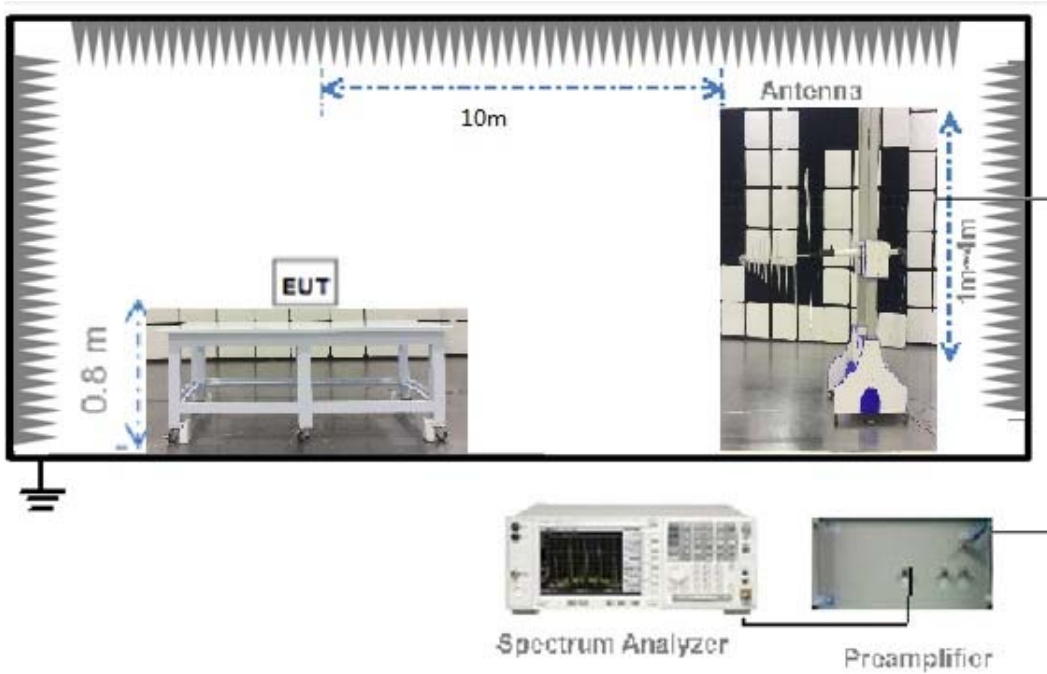 Antenna
10m
1m~4m
EUT
0.8 m
Spectrum Analyzer
Preamplifier